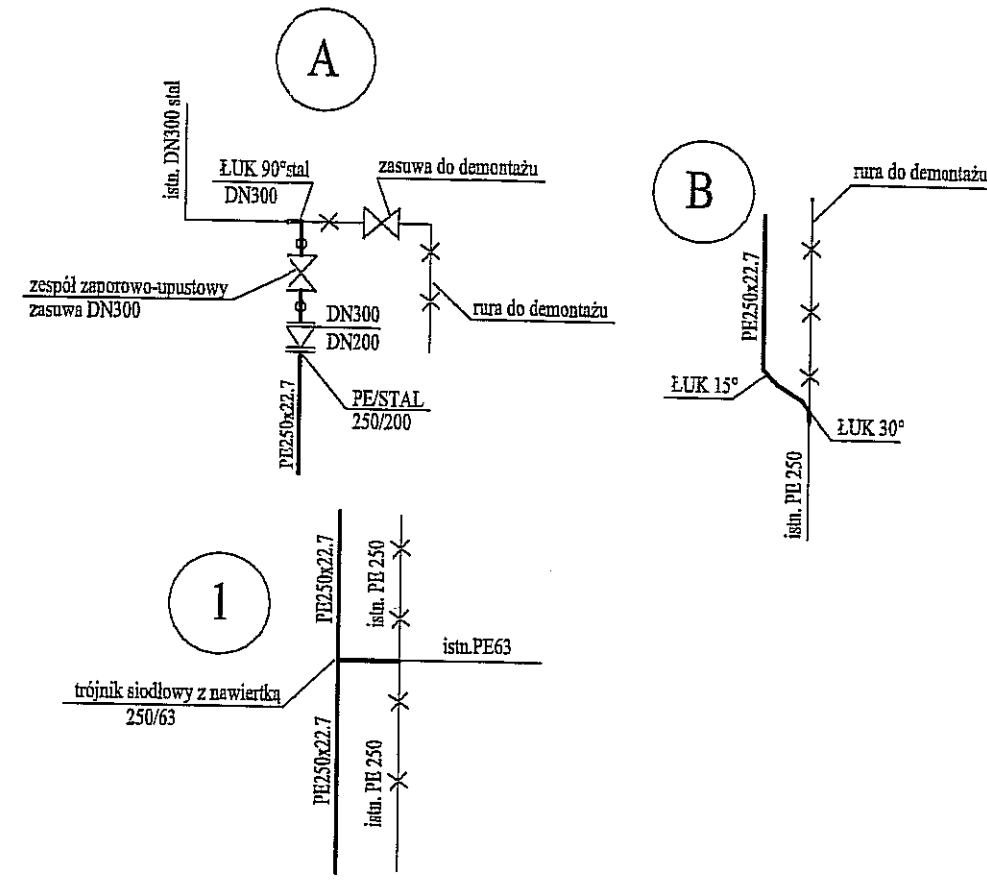 A
istn. DN300 stal
ŁUK 90°stal
DN300
zasuwa do demontażu
zespół zaporowo-upustowy
zasuwa DN300
DN300
DN200
rura do demontażu
PE/STAL
250/200
PE250x22.7
B
rura do demontażu
PE250x22.7
ŁUK 15°
ŁUK 30°
istn. PE 250
1
PE250x22.7
istn. PE 250
istn.PE63
trójnik siodłowy z nawiertką
250/63
PE250x22.7
istn. PE 250